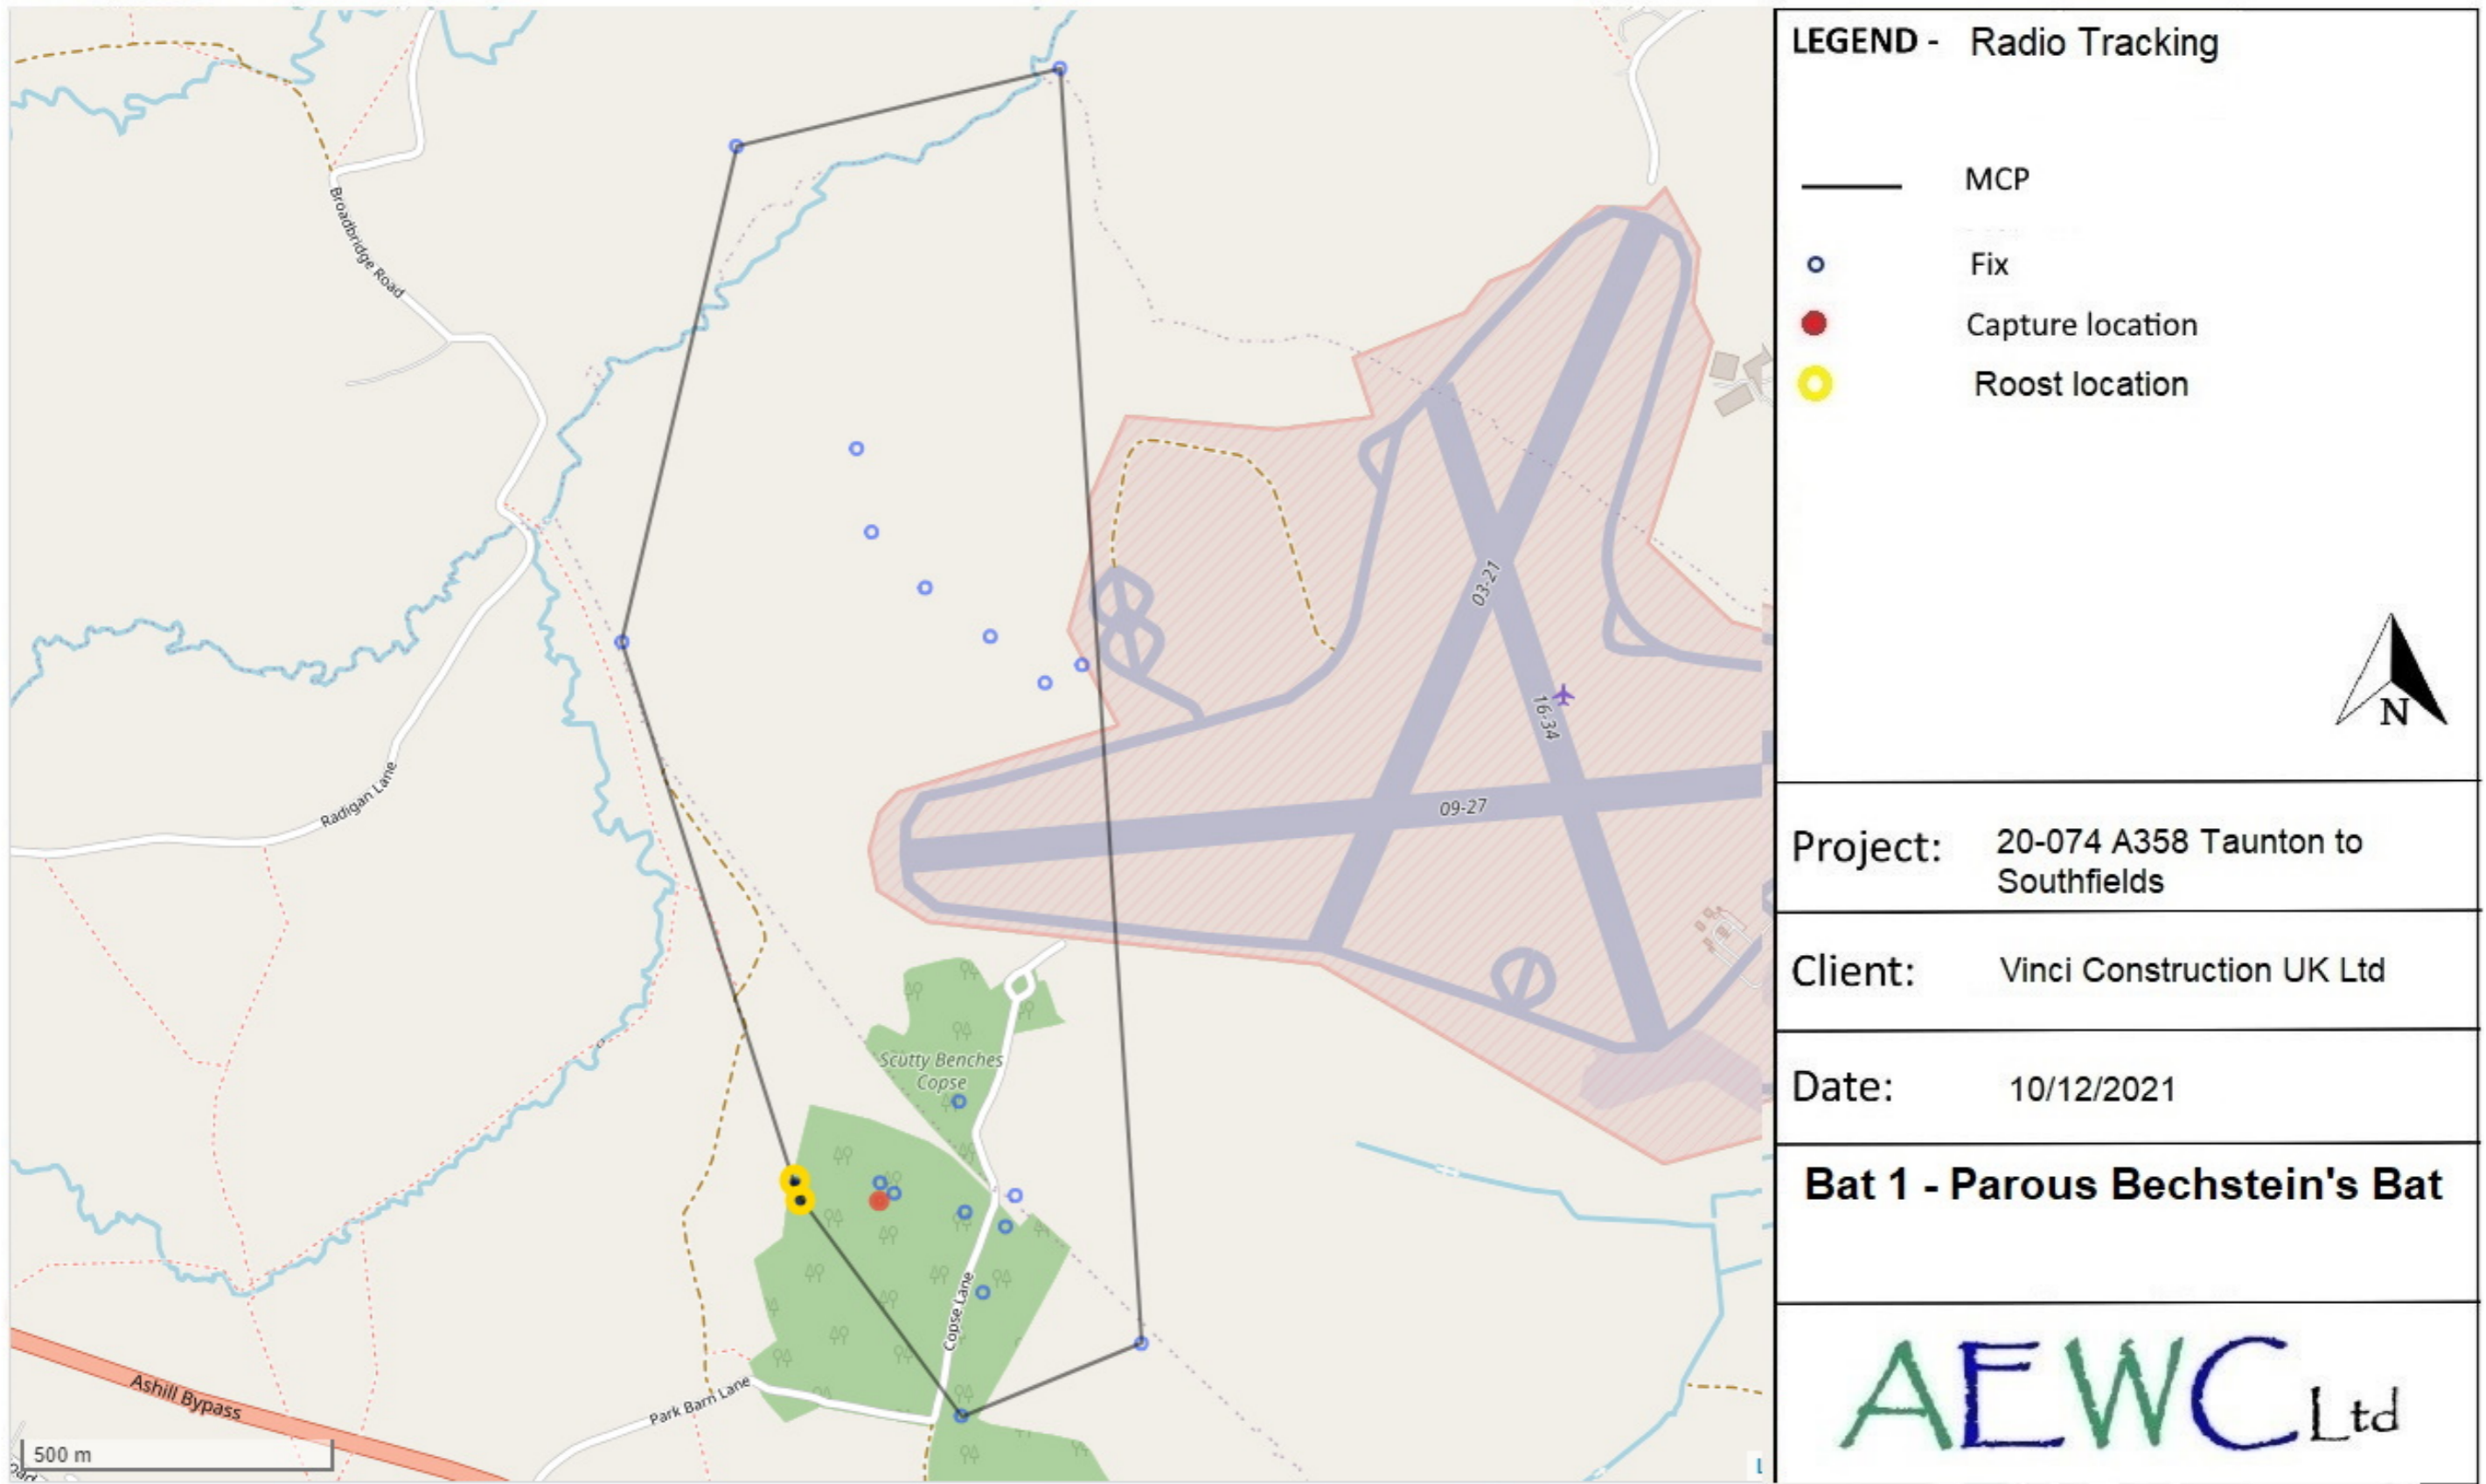 LEGEND - Radio Tracking
MCP
Fix
Capture location
Roost location
N
Project: 20-074 A358 Taunton to
Southfields
Client: Vinci Construction UK Ltd
Date: 10/12/2021
Bat 1 - Parous Bechstein's Bat
AEWC Ltd
Broadbridge Road
Radigan Lane
03-21
16-34
09-27
Scutty Benches
Copse
Copse Lane
Park Barn Lane
Ashill Bypass
500 m
oad
L